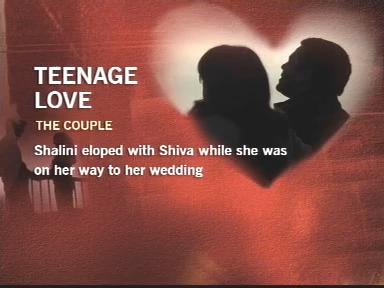 TEENAGE
LOVE
THE COUPLE
Shalini eloped with Shiva while she was
on her way to her wedding